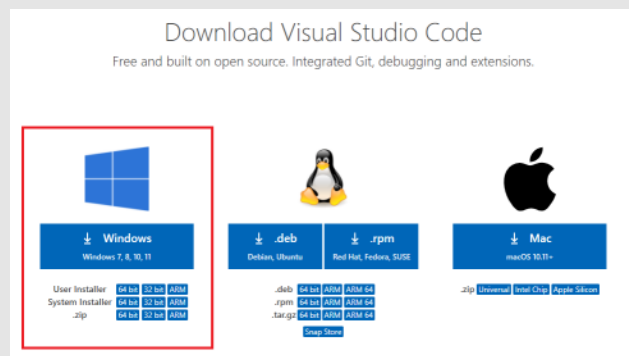 Download Visual Studio Code
Free and built on open source. Integrated Git, debugging and extensions.
Windows
Windows 7, 8, 10, 11
User Installer 64 bit 32 bit ARM
System Installer 64 bit 32 bit ARM
.zip 64 bit 32 bit ARM
.deb
Debian, Ubuntu
.rpm
Red Hat, Fedora, SUSE
.deb 64 bit ARM ARM 64
.rpm 64 bit ARM ARM 64
.tar.gz 64 bit ARM ARM 64
Snap Store
Mac
macOS 10.11+
.zip Universal Intel Chip Apple Silicon